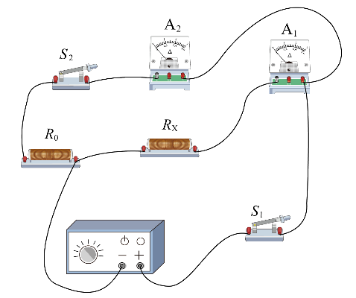 A₂
A₁
S₂
R₀
Rₓ
S₁
A
A
− +